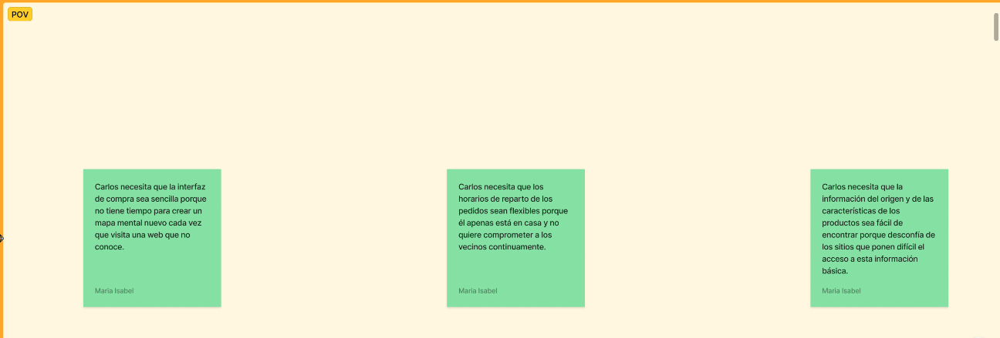 POV
Carlos necesita que la interfaz
de compra sea sencilla porque
no tiene tiempo para crear un
mapa mental nuevo cada vez
que visita una web que no
conoce.
Maria Isabel
Carlos necesita que los
horarios de reparto de los
pedidos sean flexibles porque
él apenas está en casa y no
quiere comprometer a los
vecinos continuamente.
Maria Isabel
Carlos necesita que la
información del origen y de las
características de los
productos sea fácil de
encontrar porque desconfía de
los sitios que ponen difícil el
acceso a esta información
básica.
Maria Isabel